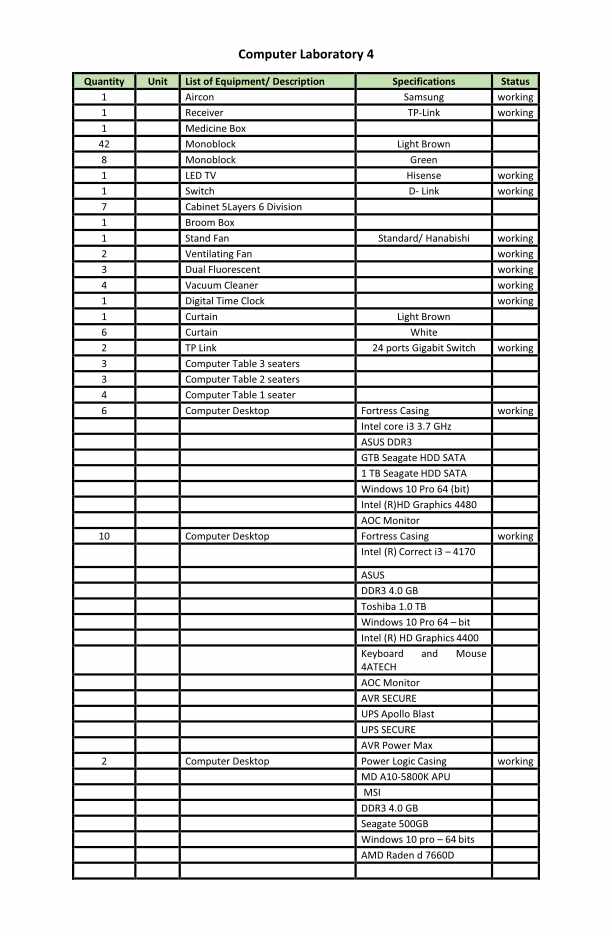 Computer Laboratory 4
Quantity Unit List of Equipment/ Description Specifications Status
1 Aircon Samsung working
1 Receiver TP-Link working
1 Medicine Box
42 Monoblock Light Brown
8 Monoblock Green
1 LED TV Hisense working
1 Switch D- Link working
7 Cabinet 5Layers 6 Division
1 Broom Box
1 Stand Fan Standard/ Hanabishi working
2 Ventilating Fan working
3 Dual Fluorescent working
4 Vacuum Cleaner working
1 Digital Time Clock working
1 Curtain Light Brown
6 Curtain White
2 TP Link 24 ports Gigabit Switch working
3 Computer Table 3 seaters
3 Computer Table 2 seaters
4 Computer Table 1 seater
6 Computer Desktop Fortress Casing working
Intel core i3 3.7 GHz
ASUS DDR3
GTB Seagate HDD SATA
1 TB Seagate HDD SATA
Windows 10 Pro 64 (bit)
Intel (R)HD Graphics 4480
AOC Monitor
10 Computer Desktop Fortress Casing working
Intel (R) Correct i3 – 4170
ASUS
DDR3 4.0 GB
Toshiba 1.0 TB
Windows 10 Pro 64 – bit
Intel (R) HD Graphics 4400
Keyboard and Mouse
4ATECH
AOC Monitor
AVR SECURE
UPS Apollo Blast
UPS SECURE
AVR Power Max
2 Computer Desktop Power Logic Casing working
MD A10-5800K APU
MSI
DDR3 4.0 GB
Seagate 500GB
Windows 10 pro – 64 bits
AMD Raden d 7660D